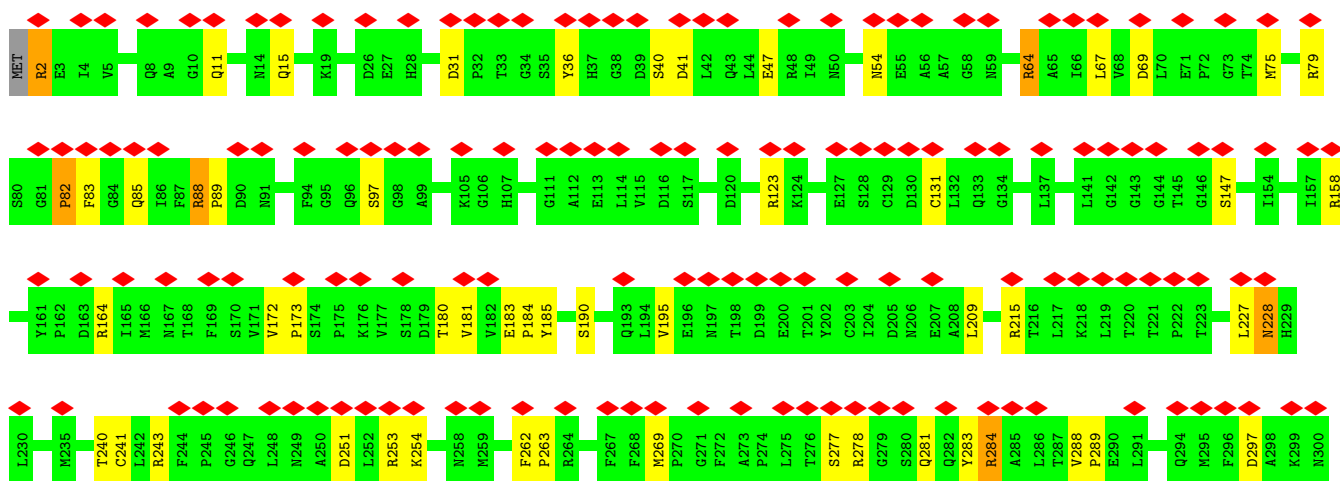 MET R2 E3 I4 V5 Q8 A9 G10 Q11 N14 Q15 K19 D26 E27 H28 D31 P32 T33 G34 S35 Y36 H37 G38 D39 S40 D41 L42 Q43 L44 E47 R48 I49 N50 N54 E55 A56 A57 G58 N59 R64 A65 I66 L67 V68 D69 L70 E71 P72 G73 T74 M75 R79
S80 G81 P82 F83 G84 Q85 I86 F87 R88 P89 D90 N91 F94 G95 Q96 S97 G98 A99 K105 G106 H107 G111 A112 E113 L114 V115 D116 S117 D120 R123 K124 E127 S128 C129 D130 C131 L132 Q133 G134 L137 L141 G142 G143 G144 T145 G146 S147 I154 I157 R158
Y161 P162 D163 R164 I165 M166 N167 T168 F169 S170 V171 V172 P173 S174 P175 K176 V177 S178 D179 T180 V181 V182 E183 P184 Y185 S190 Q193 L194 V195 E196 N197 T198 D199 E200 T201 Y202 C203 I204 D205 N206 E207 A208 L209 R215 T216 L217 K218 L219 T220 T221 P222 T223 L227 N228 H229
L230 M235 T240 C241 L242 R243 F244 P245 G246 Q247 L248 N249 A250 D251 L252 R253 K254 N258 M259 F262 P263 R264 F267 F268 M269 P270 G271 F272 A273 P274 L275 T276 S277 R278 G279 S280 Q281 Q282 Y283 R284 A285 L286 T287 V288 P289 E290 L291 Q294 M295 F296 D297 A298 K299 N300